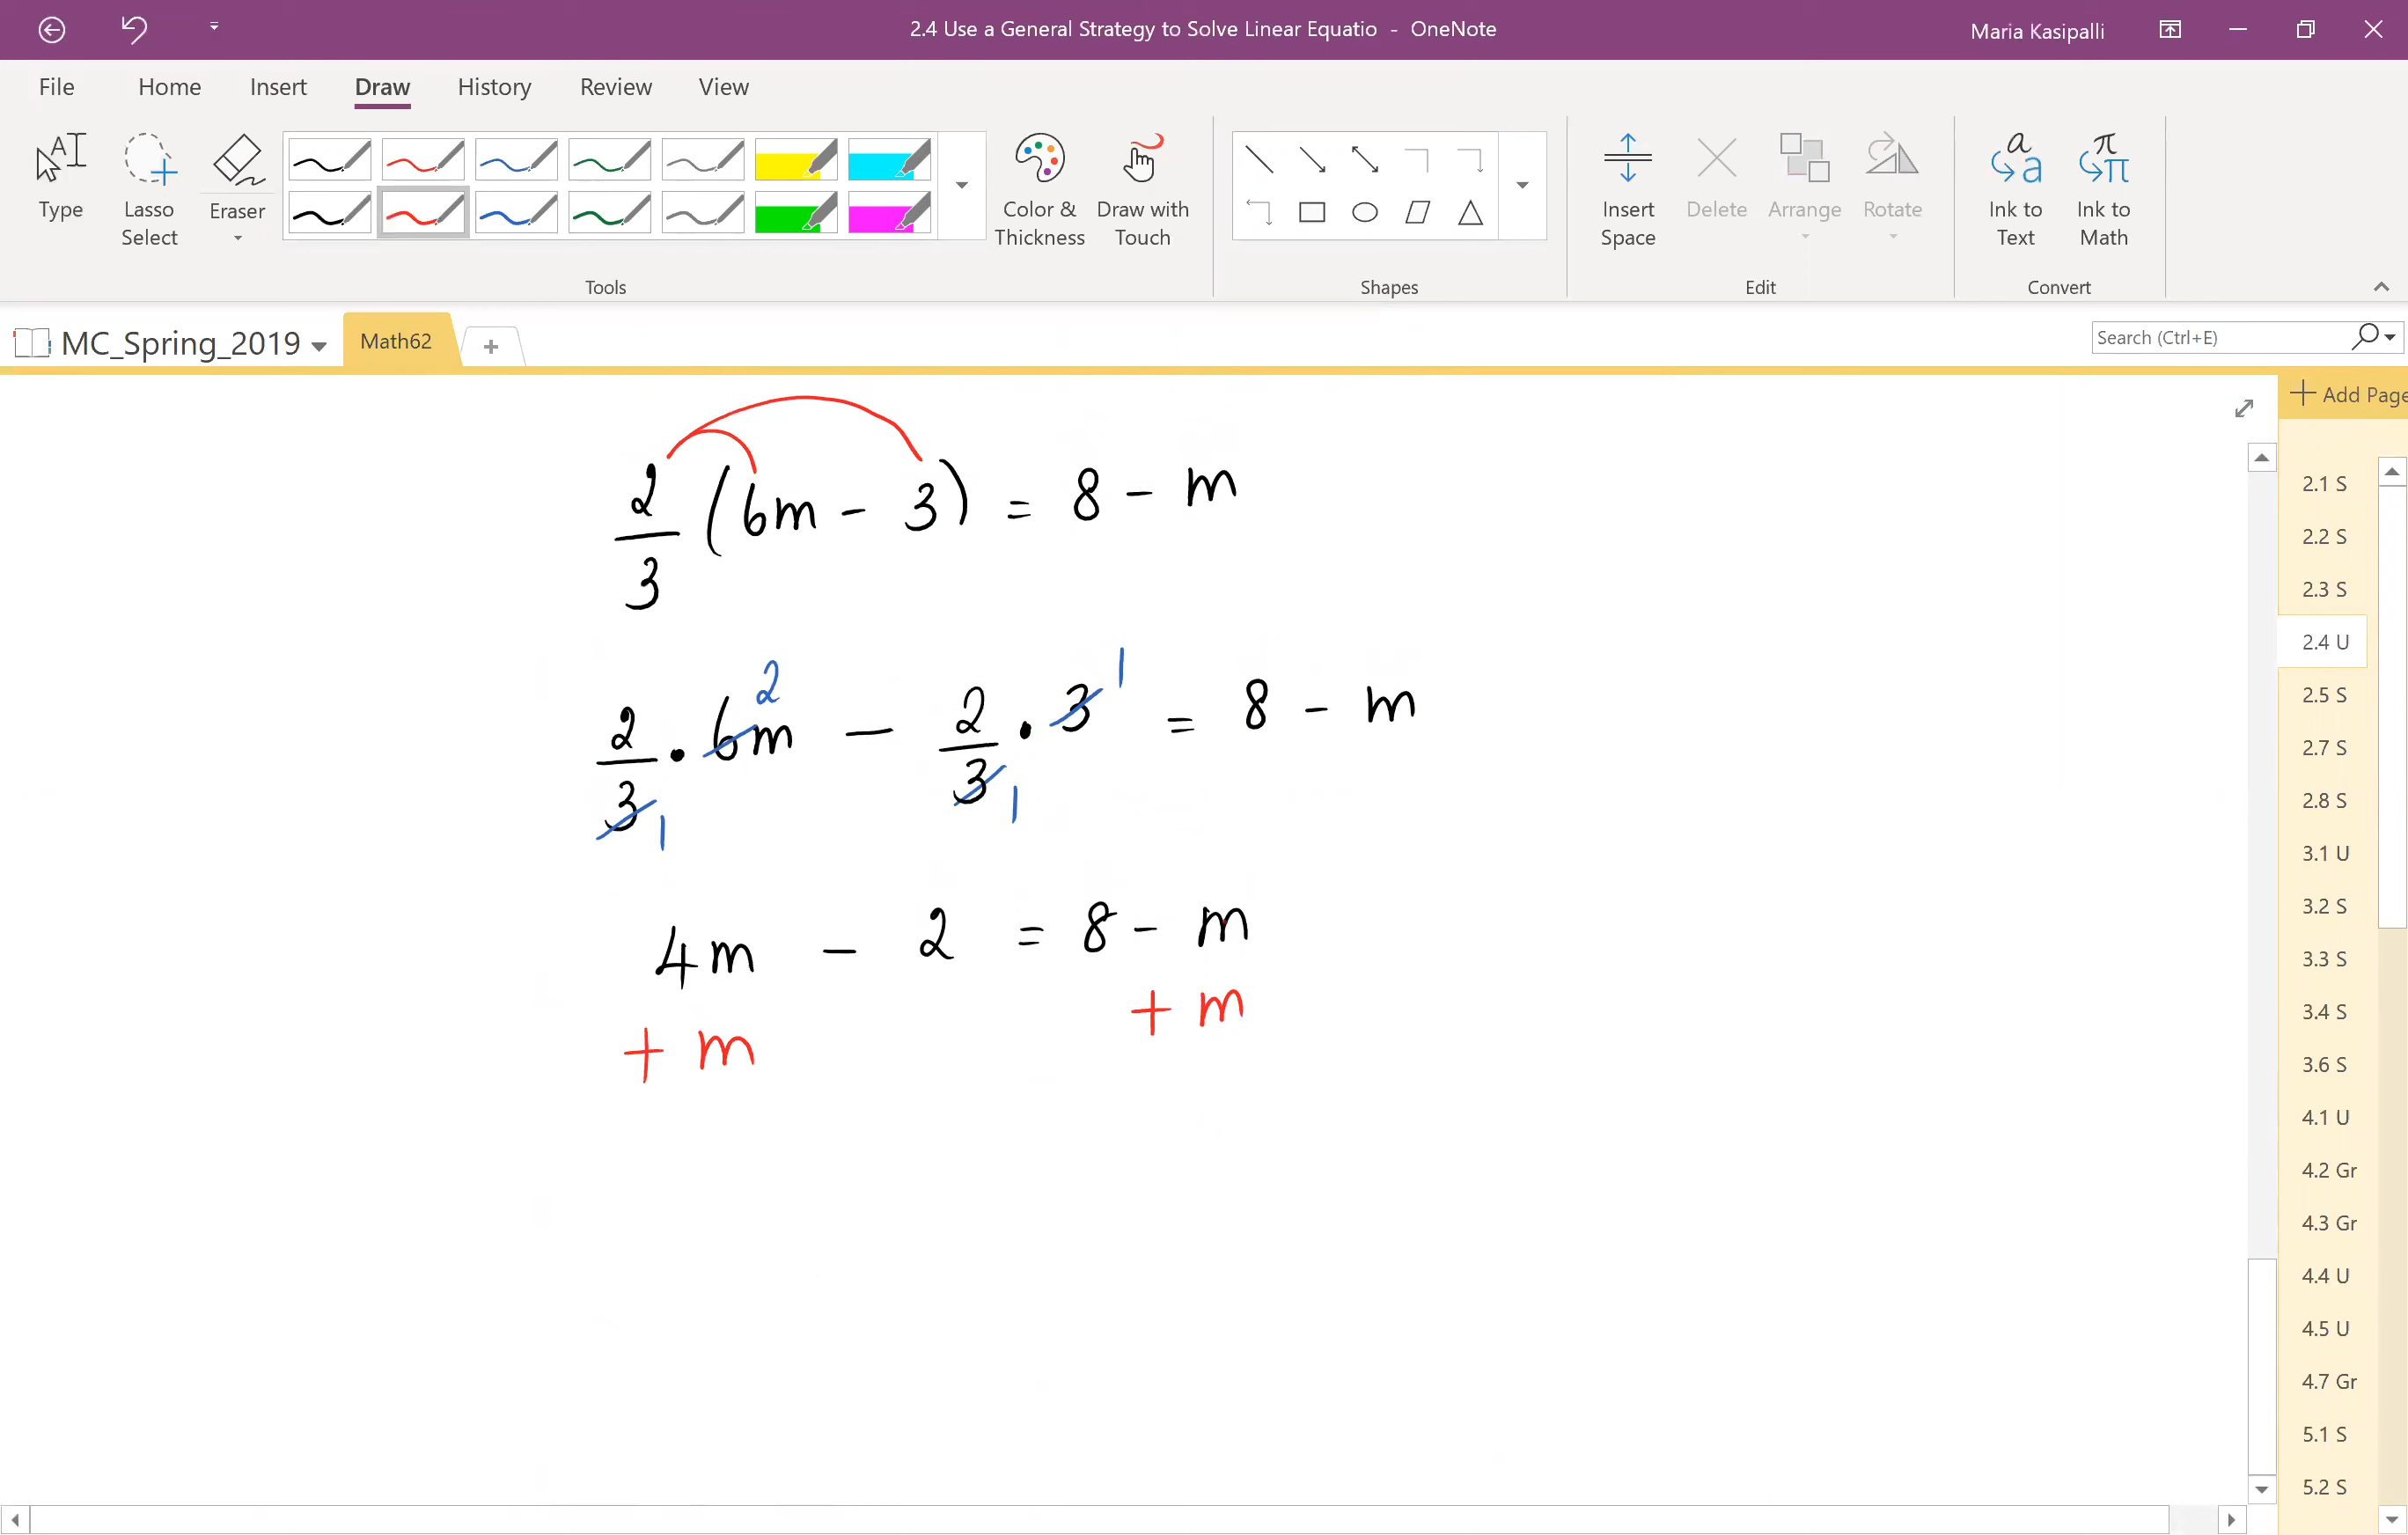 2.4 Use a General Strategy to Solve Linear Equatio - OneNote
Maria Kasipalli
File Home Insert Draw History Review View
Type
Lasso Select
Eraser
Color & Thickness
Draw with Touch
Insert Space
Delete
Arrange
Rotate
Ink to Text
Ink to Math
Tools
Shapes
Edit
Convert
MC_Spring_2019
Math62
Search (Ctrl+E)
Add Page
2/3 (6m - 3) = 8 - m
2/3 · 6m - 2/3 · 3 = 8 - m
2 1
1 1
4m - 2 = 8 - m
+ m + m
2.1 S
2.2 S
2.3 S
2.4 U
2.5 S
2.7 S
2.8 S
3.1 U
3.2 S
3.3 S
3.4 S
3.6 S
4.1 U
4.2 Gr
4.3 Gr
4.4 U
4.5 U
4.7 Gr
5.1 S
5.2 S